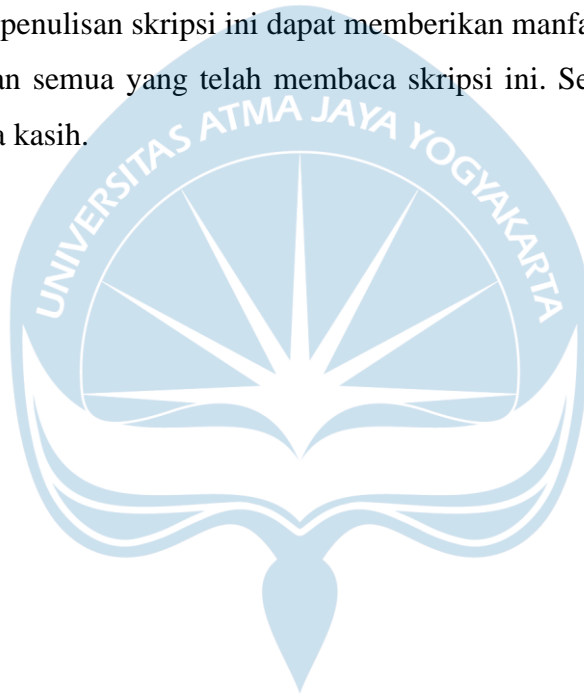 penulisan skripsi ini dapat memberikan manfa
an semua yang telah membaca skripsi ini. Se
a kasih.
UNIVERSITAS ATMA JAYA YOGYAKARTA